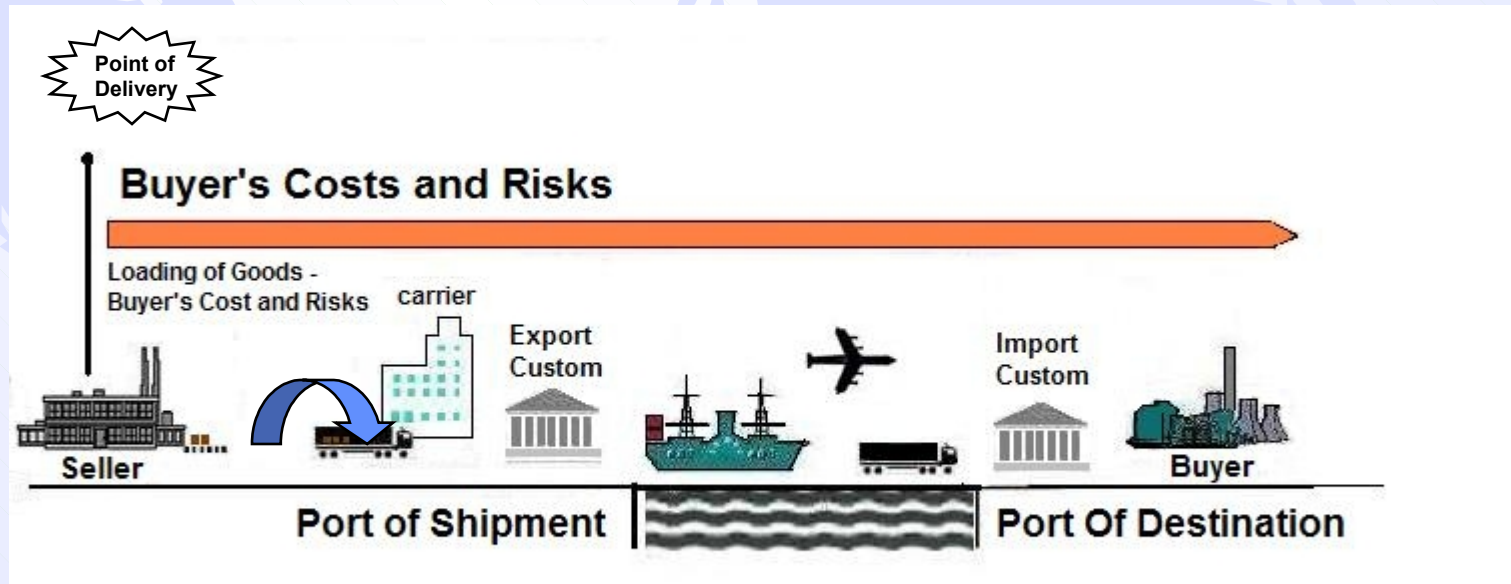 Point of
Delivery
Buyer's Costs and Risks
Loading of Goods -
Buyer's Cost and Risks
carrier
Export
Custom
Import
Custom
Seller
Buyer
Port of Shipment
Port Of Destination